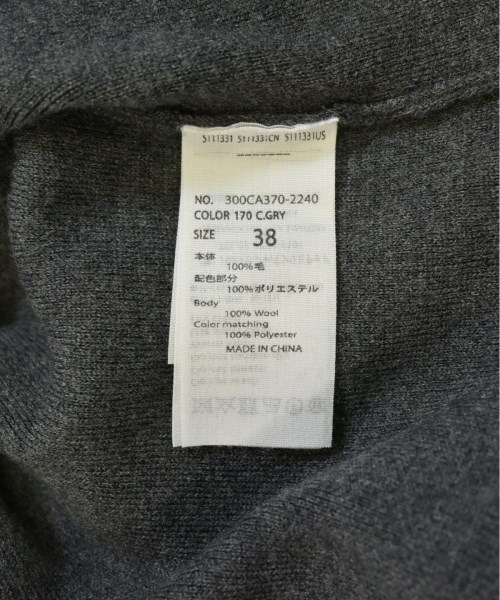 5111331 5111331CN 5111331US
NO. 300CA370-2240
COLOR 170 C.GRY
SIZE 38
本体
100%毛
配色部分
100%ポリエステル
Body
100% Wool
Color matching
100% Polyester
MADE IN CHINA